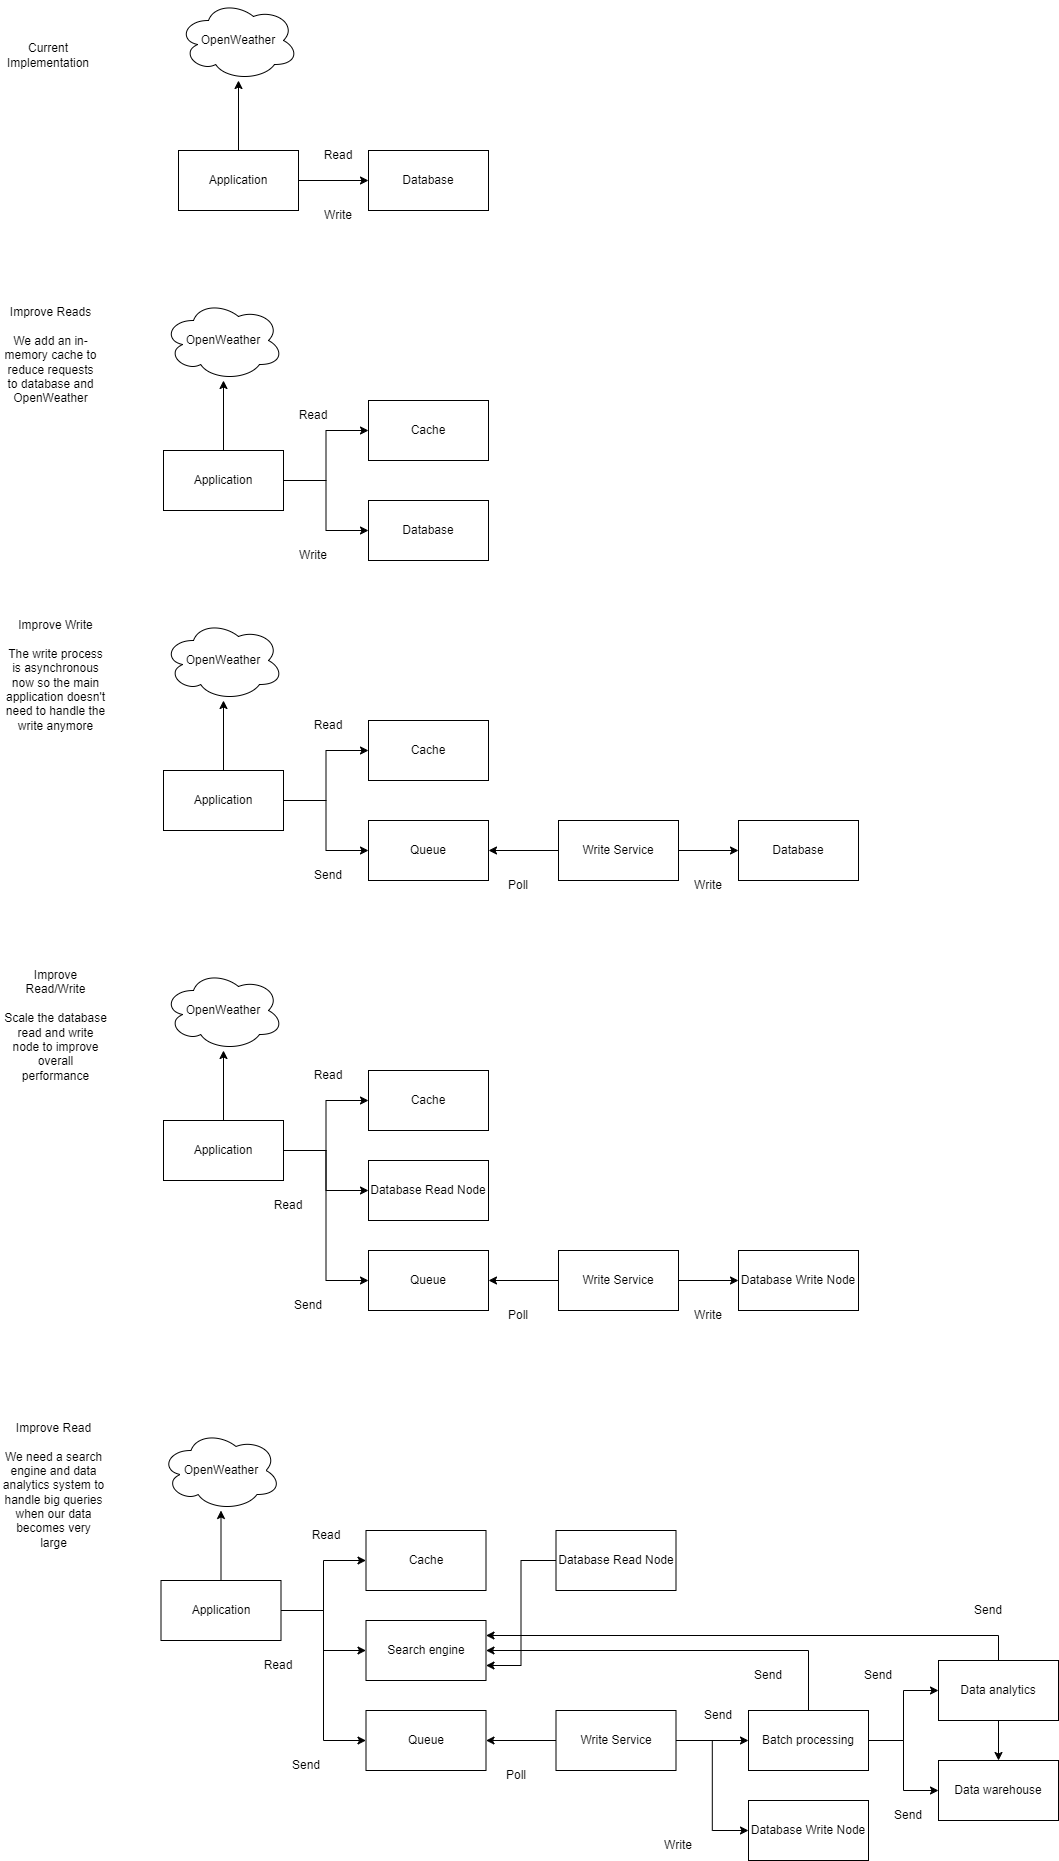 Current
Implementation
OpenWeather
Application
Read
Write
Database
Improve Reads
We add an in-
memory cache to
reduce requests
to database and
OpenWeather
OpenWeather
Application
Read
Write
Cache
Database
Improve Write
The write process
is asynchronous
now so the main
application doesn't
need to handle the
write anymore
OpenWeather
Application
Read
Cache
Send
Queue
Poll
Write Service
Write
Database
Improve
Read/Write
Scale the database
read and write
node to improve
overall
performance
OpenWeather
Application
Read
Cache
Read
Database Read Node
Send
Queue
Poll
Write Service
Write
Database Write Node
Improve Read
We need a search
engine and data
analytics system to
handle big queries
when our data
becomes very
large
OpenWeather
Application
Read
Cache
Database Read Node
Read
Search engine
Send
Queue
Poll
Write Service
Send
Batch processing
Send
Send
Send
Data analytics
Send
Data warehouse
Write
Database Write Node